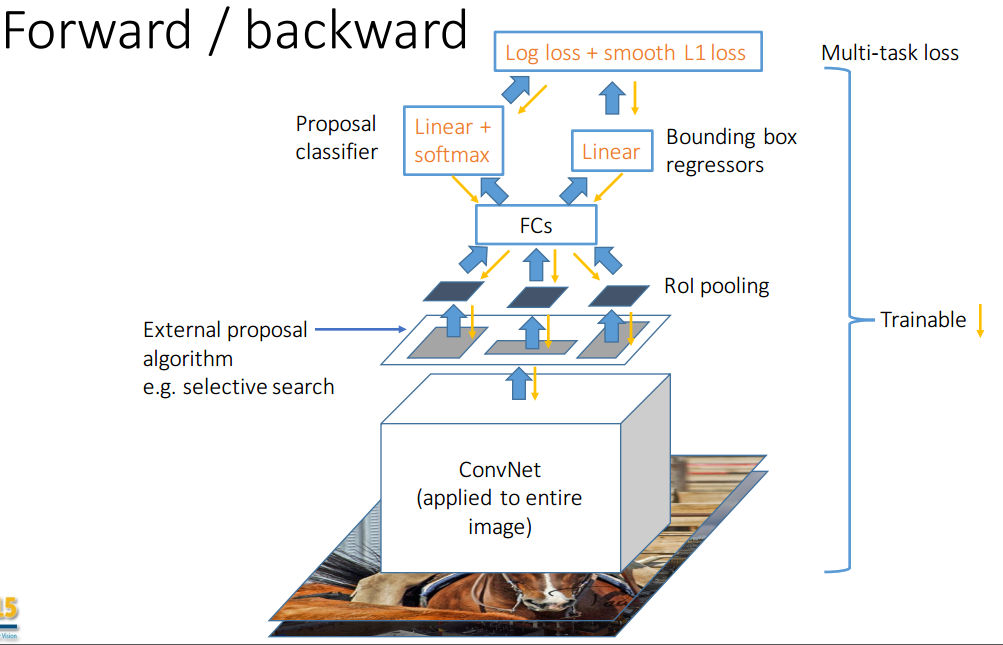 Forward / backward
Log loss + smooth L1 loss
Multi-task loss
Proposal
classifier
Linear +
softmax
Linear
Bounding box
regressors
FCs
RoI pooling
External proposal
algorithm
e.g. selective search
Trainable
ConvNet
(applied to entire
image)
15
Vision